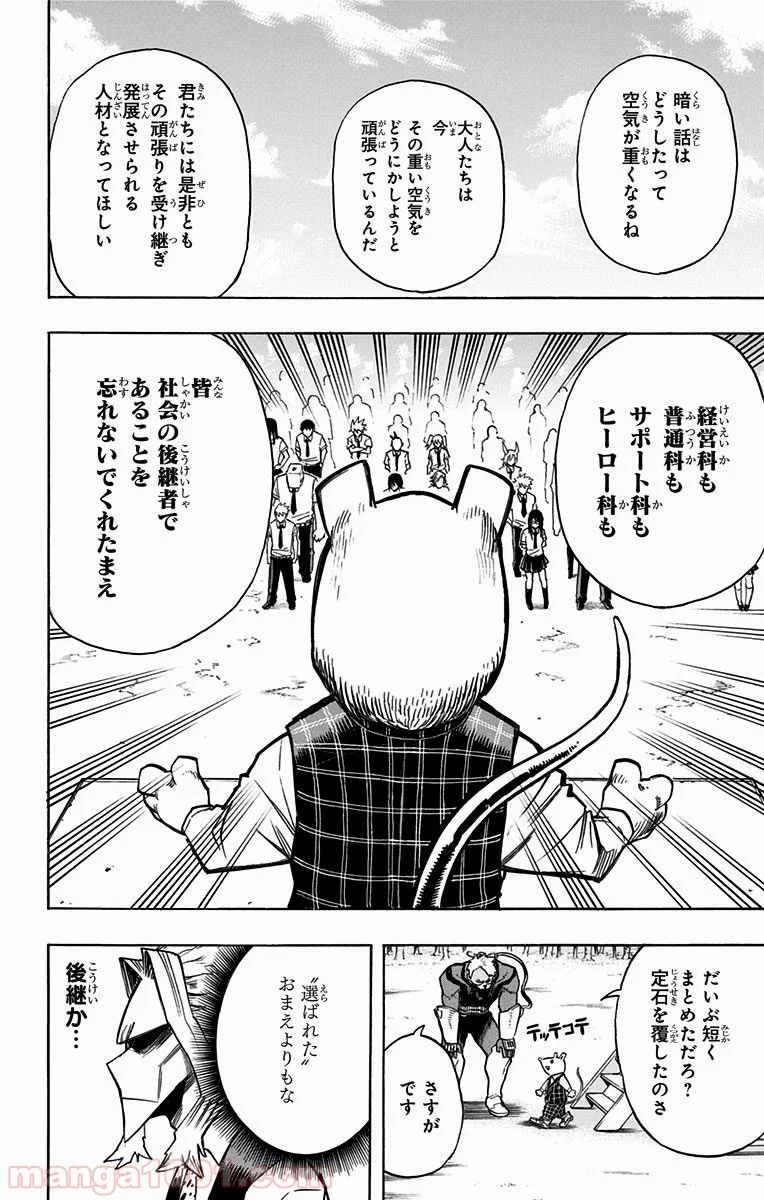 暗い話は
どうしたって
空気が重くなるね
大人たちは
今
その重い空気を
どうにかしようと
頑張っているんだ
君たちには是非とも
その頑張りを受け継ぎ
発展させられる
人材となってほしい
経営科も
普通科も
サポート科も
ヒーロー科も
皆
社会の後継者で
あることを
忘れないでくれたまえ
だいぶ短く
まとめただろ?
定石を覆したのさ
テッテコテ
さすが
です
〝選ばれた〟
おまえよりもな
後継か…
manga1001.com